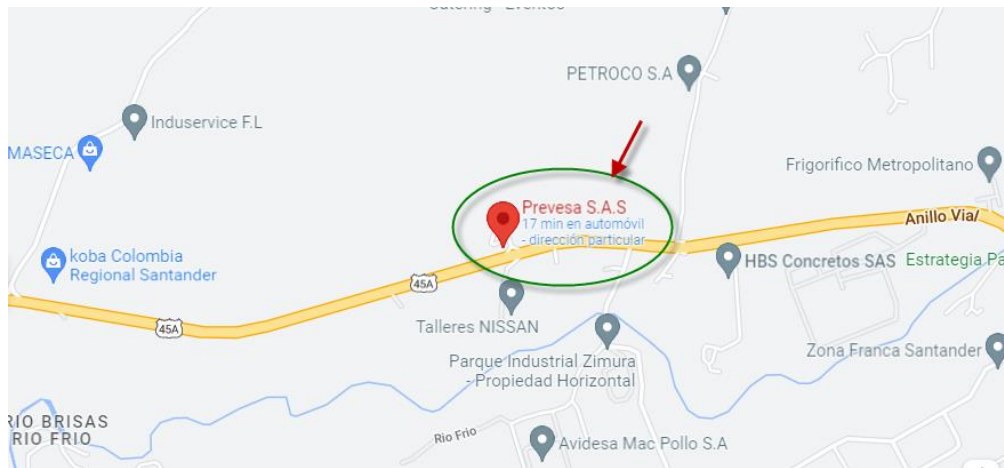 Catering - Eventos
PETROCO S.A
Induservice F.L
MASECA
Frigorifico Metropolitano
Prevesa S.A.S
17 min en automóvil
- dirección particular
Anillo Vial
koba Colombia
Regional Santander
HBS Concretos SAS
Estrategia Pa
45A
45A
Talleres NISSAN
Zona Franca Santander
Parque Industrial Zimura
- Propiedad Horizontal
RIO BRISAS
RIO FRIO
Rio Frio
Avidesa Mac Pollo S.A